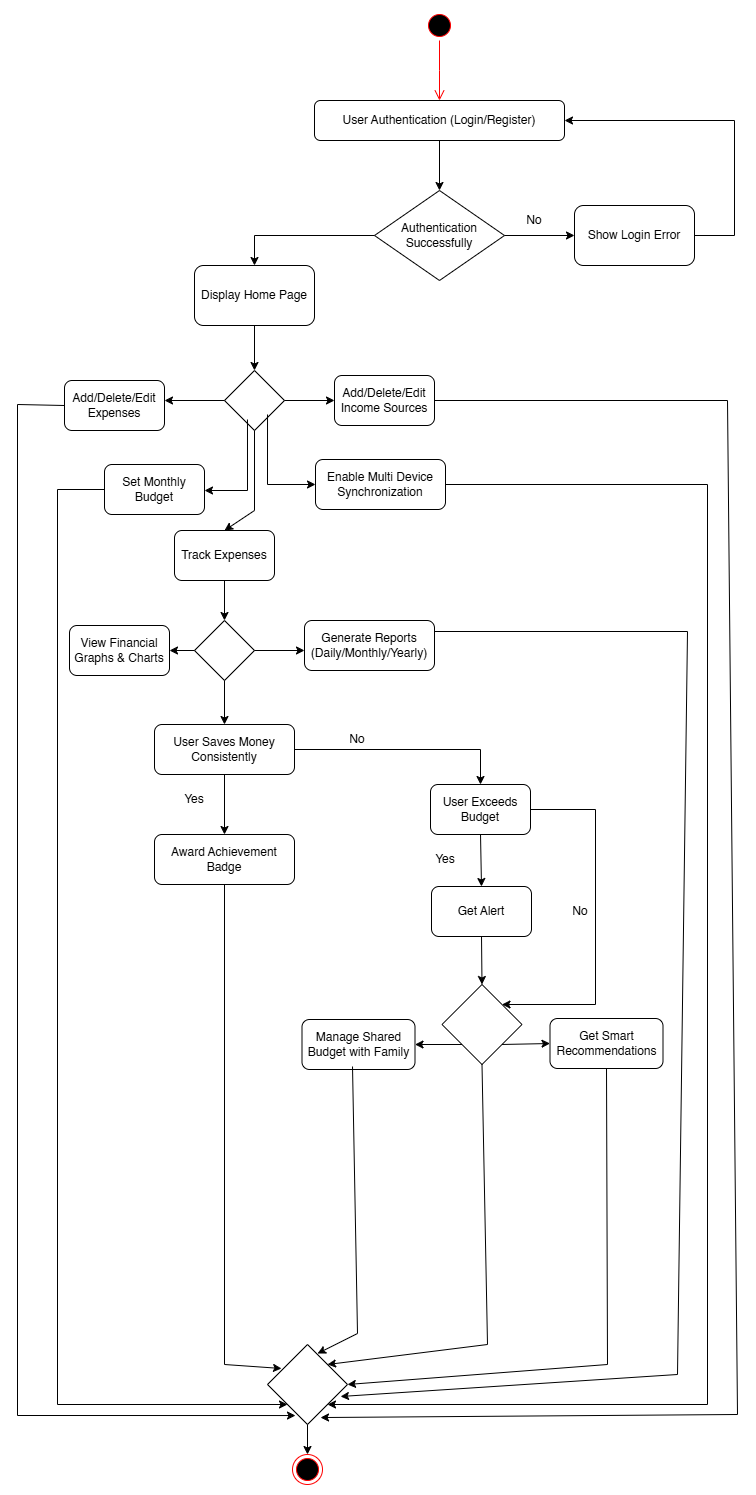 User Authentication (Login/Register)
Authentication
Successfully
No
Show Login Error
Display Home Page
Add/Delete/Edit
Expenses
Add/Delete/Edit
Income Sources
Set Monthly
Budget
Enable Multi Device
Synchronization
Track Expenses
View Financial
Graphs & Charts
Generate Reports
(Daily/Monthly/Yearly)
User Saves Money
Consistently
No
Yes
User Exceeds
Budget
Award Achievement
Badge
Yes
Get Alert
No
Manage Shared
Budget with Family
Get Smart
Recommendations